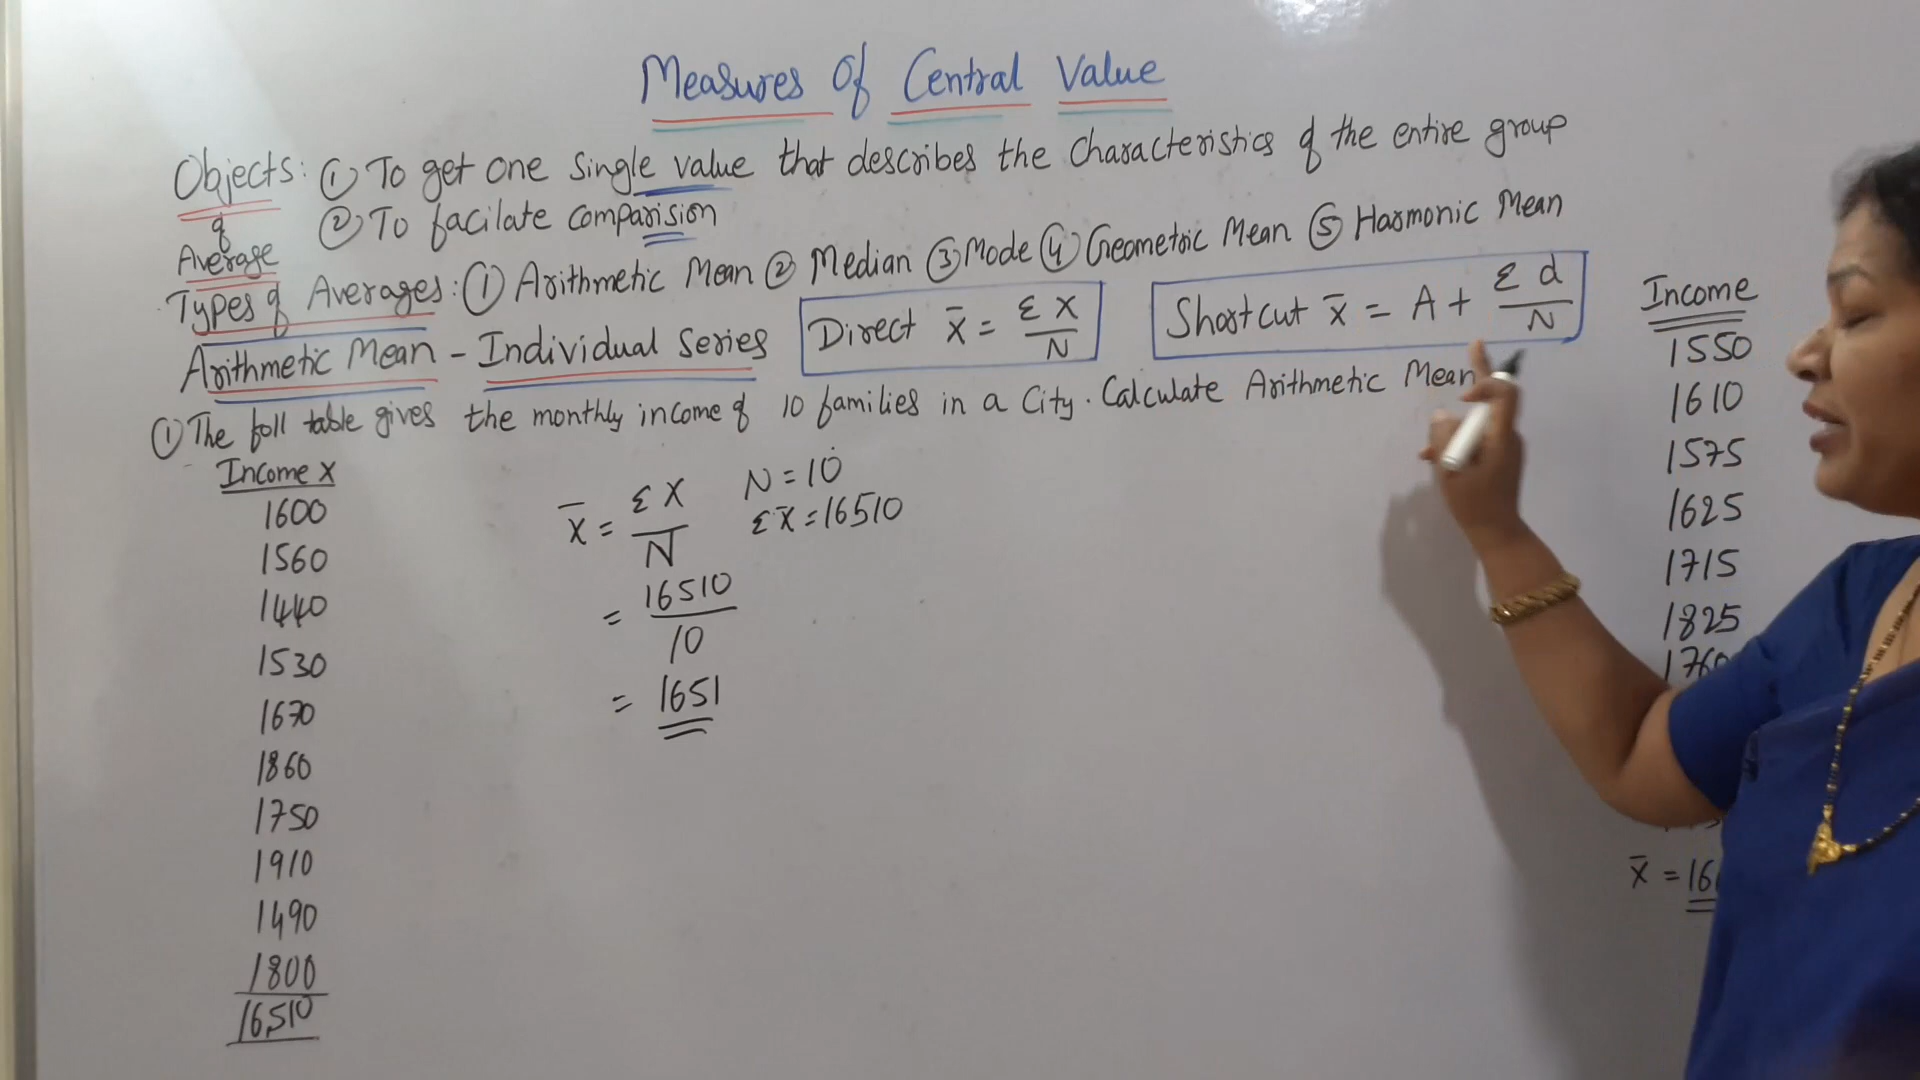 Measures Of Central Value
Objects of Average: ① To get one single value that describes the characteristics of the entire group
② To facilate comparision
Types of Averages: ① Arithmetic Mean ② Median ③ Mode ④ Geometric Mean ⑤ Harmonic Mean
Arithmetic Mean - Individual Series
Direct x̄ = Σ X / N
Shortcut x̄ = A + Σ d / N
① The foll table gives the monthly income of 10 families in a City. Calculate Arithmetic Mean
Income X
1600
1560
1440
1530
1670
1860
1750
1910
1490
1800
16,510
X̄ = Σ X / N
N = 10
ΣX̄ = 16510
= 16510 / 10
= 1651
Income
1550
1610
1575
1625
1715
1825
1760
X̄ = 16